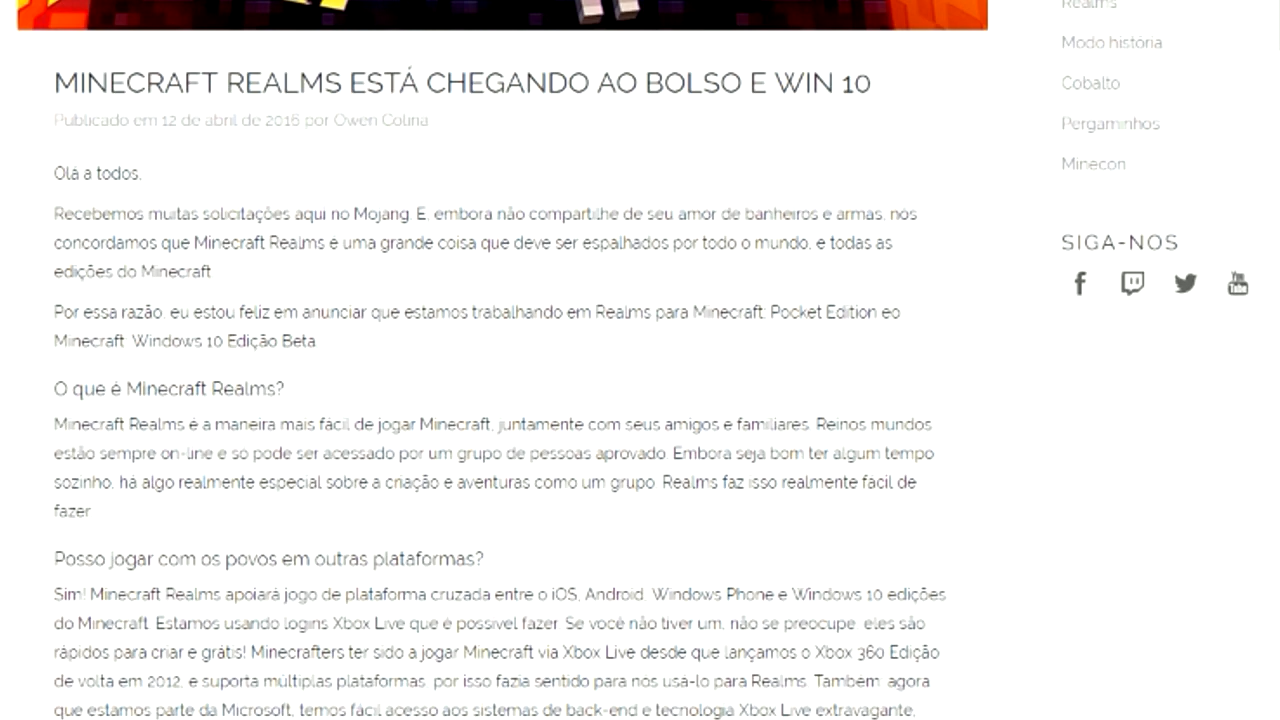 MINECRAFT REALMS ESTÁ CHEGANDO AO BOLSO E WIN 10
Publicado em 12 de abril de 2016 por Owen Colina.
Olá a todos,
Recebemos muitas solicitações aqui no Mojang. E, embora não compartilhe de seu amor de banheiros e armas, nós
concordamos que Minecraft Realms é uma grande coisa que deve ser espalhados por todo o mundo, e todas as
edições do Minecraft.
Por essa razão, eu estou feliz em anunciar que estamos trabalhando em Realms para Minecraft: Pocket Edition eo
Minecraft: Windows 10 Edição Beta.
O que é Minecraft Realms?
Minecraft Realms é a maneira mais fácil de jogar Minecraft, juntamente com seus amigos e familiares. Reinos mundos
estão sempre on-line e só pode ser acessado por um grupo de pessoas aprovado. Embora seja bom ter algum tempo
sozinho, há algo realmente especial sobre a criação e aventuras como um grupo. Realms faz isso realmente fácil de
fazer.
Posso jogar com os povos em outras plataformas?
Sim! Minecraft Realms apoiará jogo de plataforma cruzada entre o iOS, Android, Windows Phone e Windows 10 edições
do Minecraft. Estamos usando logins Xbox Live que é possível fazer. Se você não tiver um, não se preocupe, eles são
rápidos para criar e grátis! Minecrafters ter sido a jogar Minecraft via Xbox Live desde que lançamos o Xbox 360 Edição
de volta em 2012, e suporta múltiplas plataformas, por isso fazia sentido para nós usá-lo para Realms. Também, agora
que estamos parte da Microsoft, temos fácil acesso aos sistemas de back-end e tecnologia Xbox Live extravagante,
Realms
Modo história
Cobalto
Pergaminhos
Minecon
SIGA-NOS
You
Tube